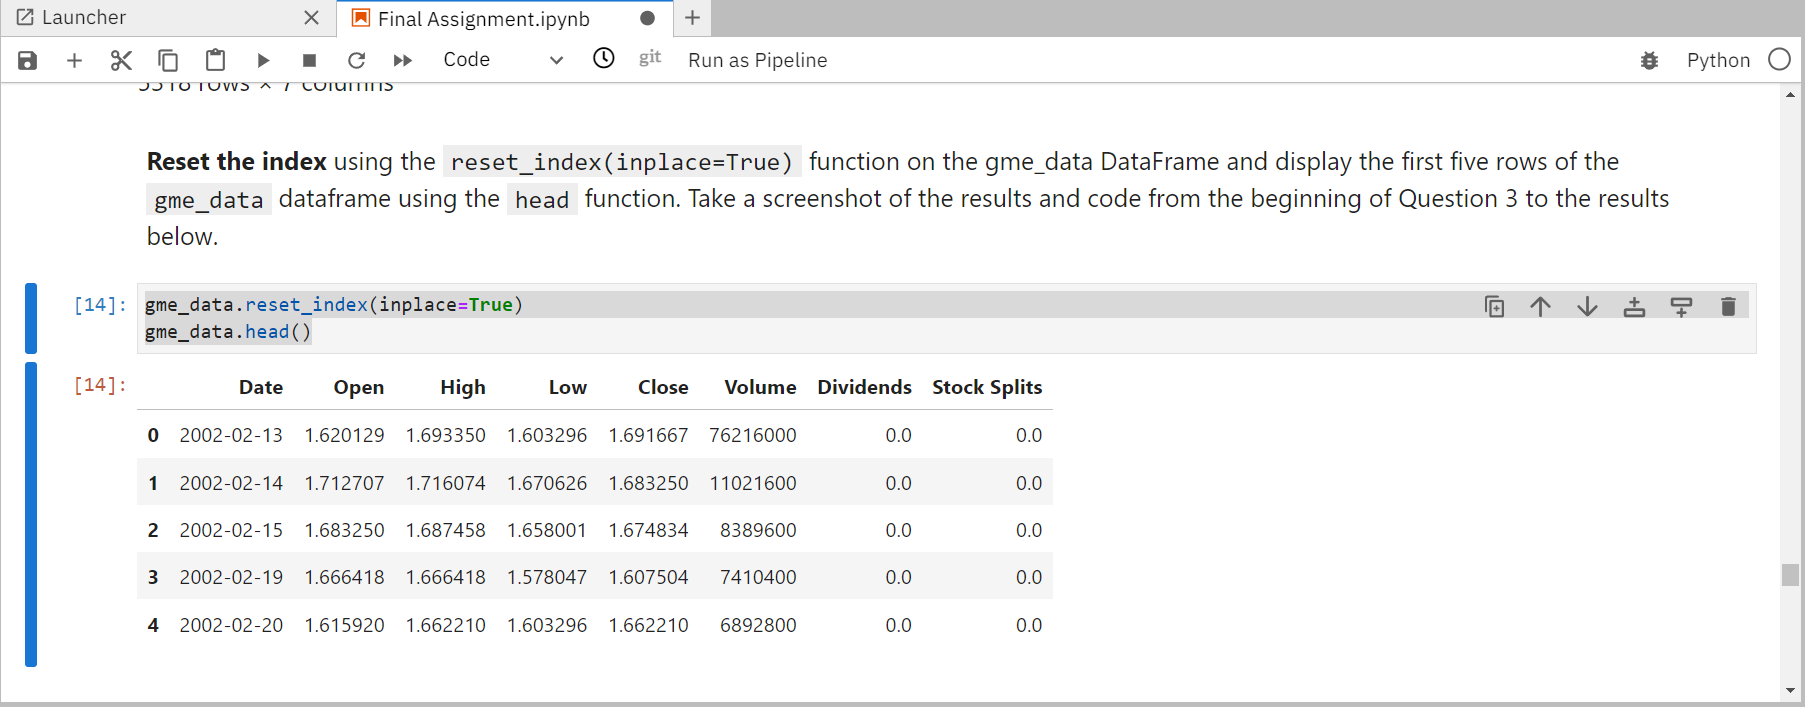 Launcher
Final Assignment.ipynb
Code
git
Run as Pipeline
Python
5518 rows × 7 columns
Reset the index using the reset_index(inplace=True) function on the gme_data DataFrame and display the first five rows of the
gme_data dataframe using the head function. Take a screenshot of the results and code from the beginning of Question 3 to the results
below.
[14]: gme_data.reset_index(inplace=True)
gme_data.head()
[14]: Date Open High Low Close Volume Dividends Stock Splits
0 2002-02-13 1.620129 1.693350 1.603296 1.691667 76216000 0.0 0.0
1 2002-02-14 1.712707 1.716074 1.670626 1.683250 11021600 0.0 0.0
2 2002-02-15 1.683250 1.687458 1.658001 1.674834 8389600 0.0 0.0
3 2002-02-19 1.666418 1.666418 1.578047 1.607504 7410400 0.0 0.0
4 2002-02-20 1.615920 1.662210 1.603296 1.662210 6892800 0.0 0.0